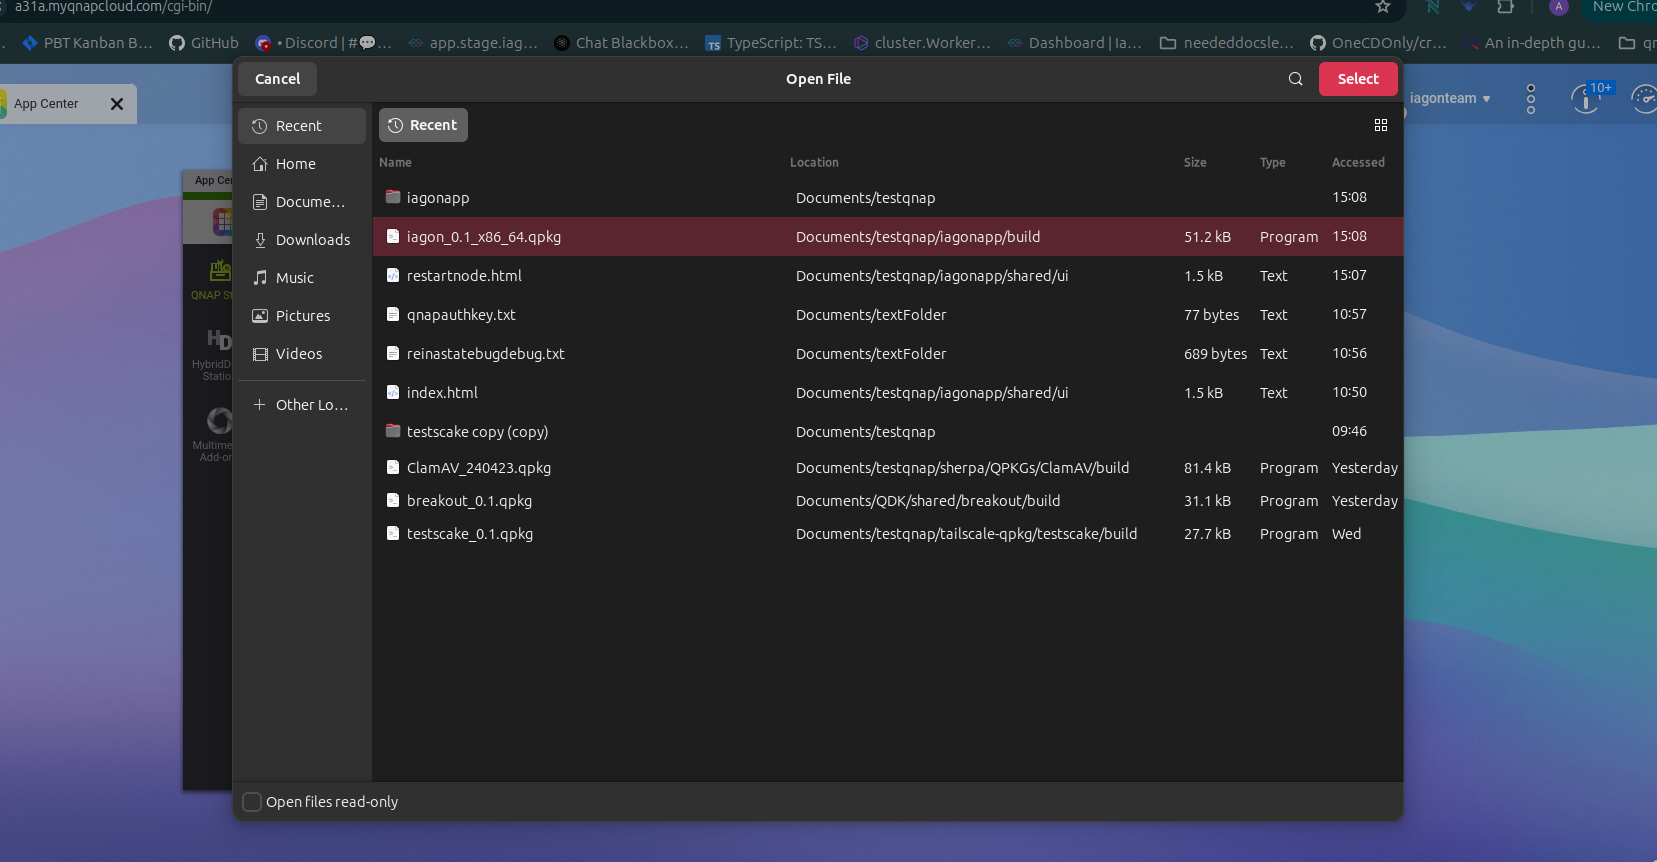 a31a.myqnapcloud.com/cgi-bin/
A
New Chro
PBT Kanban B… GitHub • Discord | #💬… app.stage.iag… Chat Blackbox… TS TypeScript: TS… cluster.Worker… Dashboard | Ia… neededdocsle… OneCDOnly/cr… An in-depth gu… qr
Cancel Open File Select
App Center iagonteam 10+
Recent Recent
Home Name Location Size Type Accessed
App Cen
iagonapp Documents/testqnap 15:08
Docume…
iagon_0.1_x86_64.qpkg Documents/testqnap/iagonapp/build 51.2 kB Program 15:08
Downloads
restartnode.html Documents/testqnap/iagonapp/shared/ui 1.5 kB Text 15:07
Music
QNAP St
qnapauthkey.txt Documents/textFolder 77 bytes Text 10:57
Pictures
HD
reinastatebugdebug.txt Documents/textFolder 689 bytes Text 10:56
Videos
HybridDe
Station
index.html Documents/testqnap/iagonapp/shared/ui 1.5 kB Text 10:50
Other Lo…
testscake copy (copy) Documents/testqnap 09:46
Multime
Add-on
ClamAV_240423.qpkg Documents/testqnap/sherpa/QPKGs/ClamAV/build 81.4 kB Program Yesterday
breakout_0.1.qpkg Documents/QDK/shared/breakout/build 31.1 kB Program Yesterday
testscake_0.1.qpkg Documents/testqnap/tailscale-qpkg/testscake/build 27.7 kB Program Wed
Open files read-only